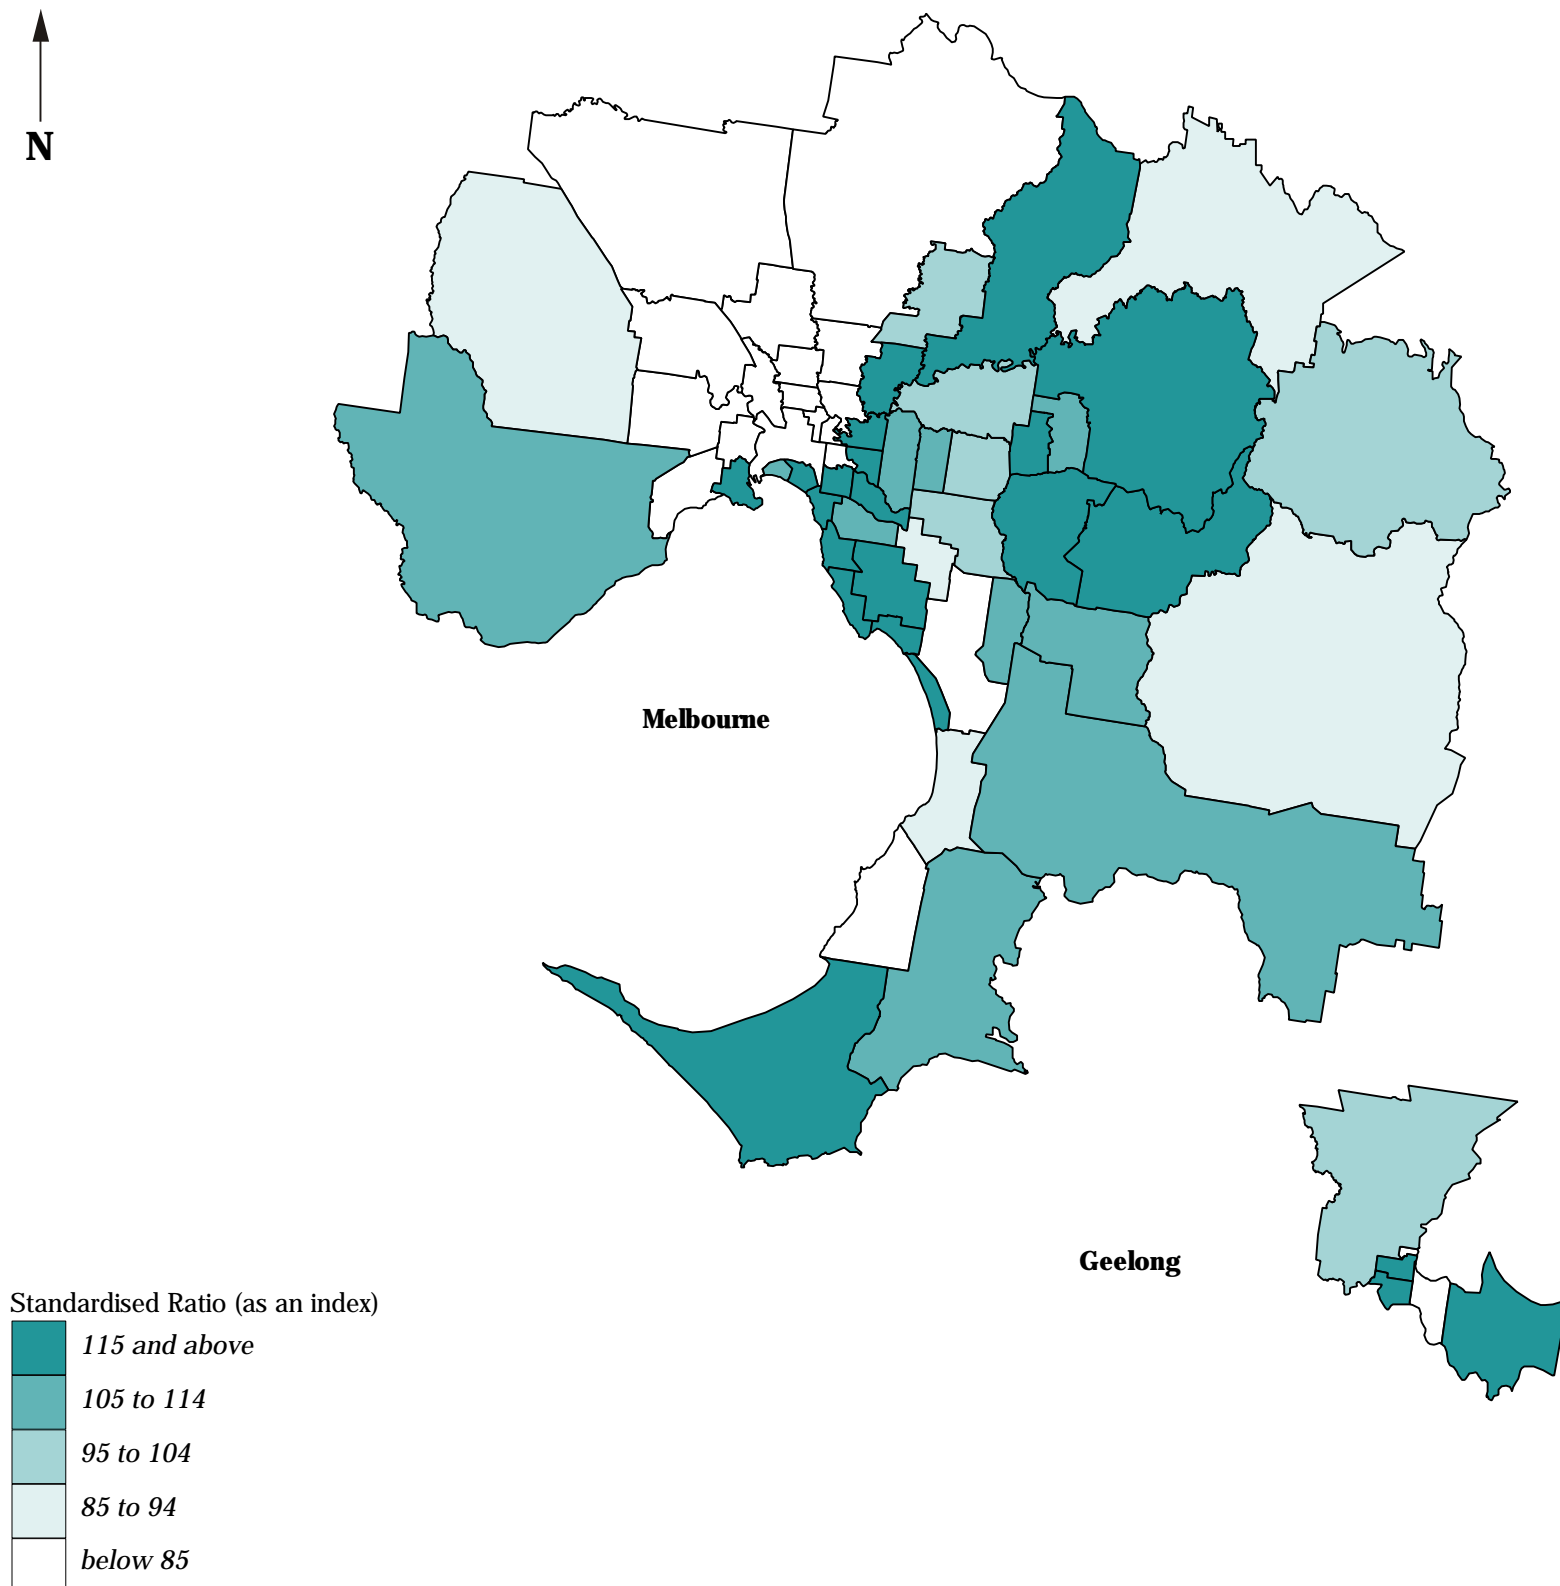 N
Melbourne
Geelong
Standardised Ratio (as an index)
115 and above
105 to 114
95 to 104
85 to 94
below 85